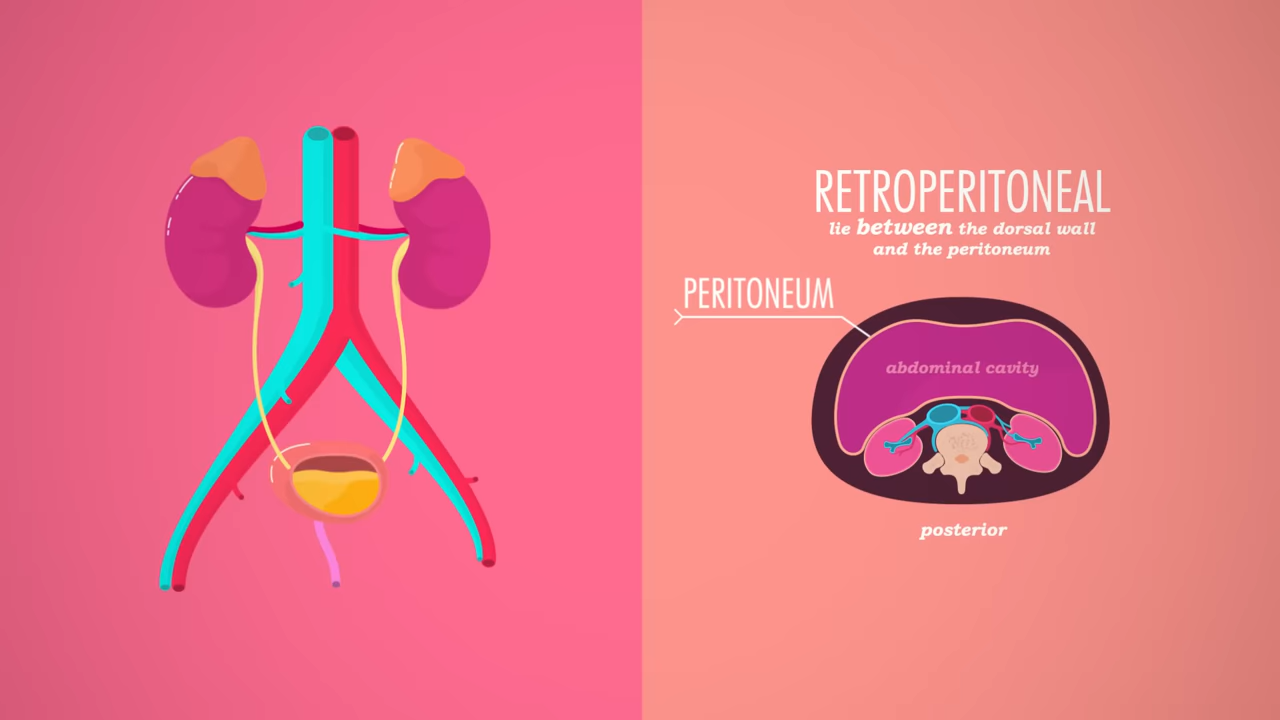 RETROPERITONEAL
lie between the dorsal wall
and the peritoneum
PERITONEUM
abdominal cavity
posterior